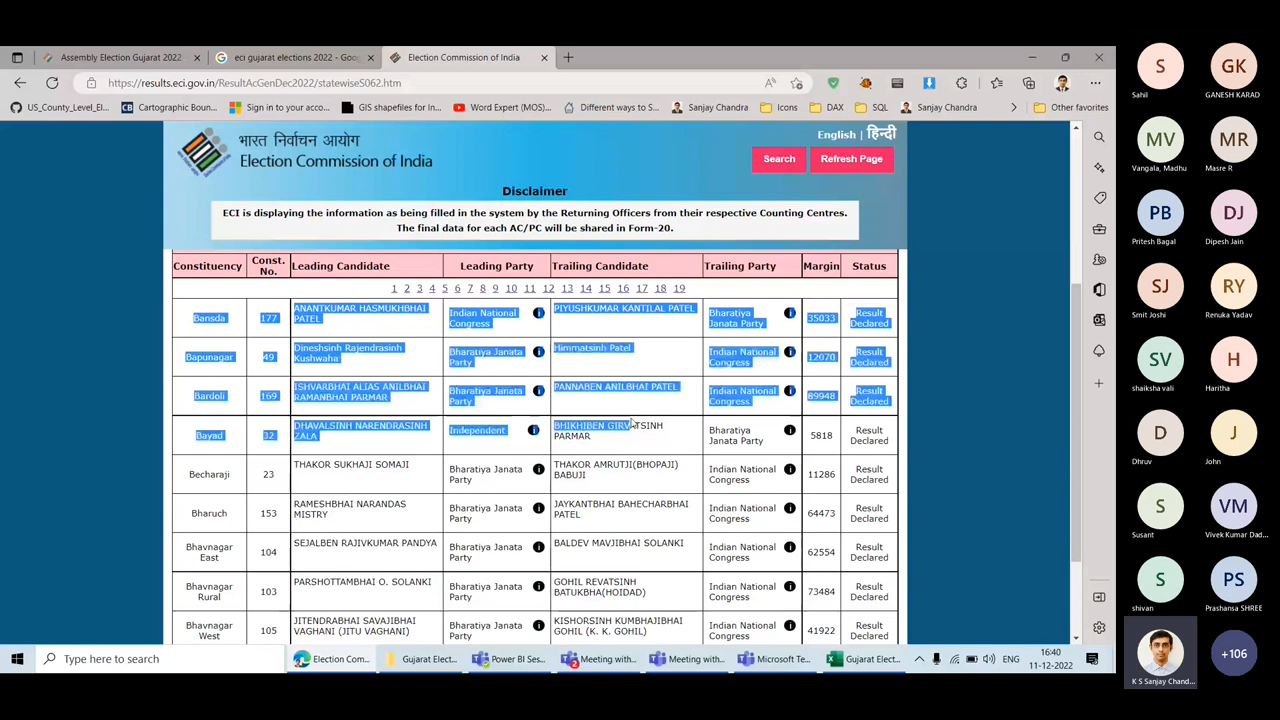 Assembly Election Gujarat 2022
eci gujarat elections 2022 - Goo
Election Commission of India
https://results.eci.gov.in/ResultAcGenDec2022/statewiseS062.htm
US_County_Level_El...
Cartographic Boun...
Sign in to your acco...
GIS shapefiles for In...
Word Expert (MOS)...
Different ways to S...
Sanjay Chandra
Icons
DAX
SQL
Sanjay Chandra
Other favorites
भारत निर्वाचन आयोग
Election Commission of India
English | हिन्दी
Search
Refresh Page
Disclaimer
ECI is displaying the information as being filled in the system by the Returning Officers from their respective Counting Centres.
The final data for each AC/PC will be shared in Form-20.
Constituency Const. No. Leading Candidate Leading Party Trailing Candidate Trailing Party Margin Status
1 2 3 4 5 6 7 8 9 10 11 12 13 14 15 16 17 18 19
Bansda 177 ANANTKUMAR HASMUKHBHAI PATEL Indian National Congress i PIYUSHKUMAR KANTILAL PATEL Bharatiya Janata Party i 35033 Result Declared
Bapunagar 49 Dineshsinh Rajendrasinh Kushwaha Bharatiya Janata Party i Himmatsinh Patel Indian National Congress i 12070 Result Declared
Bardoli 169 ISHVARBHAI ALIAS ANILBHAI RAMANBHAI PARMAR Bharatiya Janata Party i PANNABEN ANILBHAI PATEL Indian National Congress i 89948 Result Declared
Bayad 32 DHAVALSINH NARENDRASINH ZALA Independent i BHIKHIBEN GIRVATSINH PARMAR Bharatiya Janata Party i 5818 Result Declared
Becharaji 23 THAKOR SUKHAJI SOMAJI Bharatiya Janata Party i THAKOR AMRUTJI(BHOPAJI) BABUJI Indian National Congress i 11286 Result Declared
Bharuch 153 RAMESHBHAI NARANDAS MISTRY Bharatiya Janata Party i JAYKANTBHAI BAHECHARBHAI PATEL Indian National Congress i 64473 Result Declared
Bhavnagar East 104 SEJALBEN RAJIVKUMAR PANDYA Bharatiya Janata Party i BALDEV MAVJIBHAI SOLANKI Indian National Congress i 62554 Result Declared
Bhavnagar Rural 103 PARSHOTTAMBHAI O. SOLANKI Bharatiya Janata Party i GOHIL REVATSINH BATUKBHA(HOIDAD) Indian National Congress i 73484 Result Declared
Bhavnagar West 105 JITENDRABHAI SAVAJIBHAI VAGHANI (JITU VAGHANI) Bharatiya Janata Party i KISHORSINH KUMBHAJIBHAI GOHIL (K. K. GOHIL) Indian National Congress i 41922 Result Declared
Type here to search
Election Com...
Gujarat Elect...
Power BI Ses...
Meeting with...
Meeting with...
Microsoft Te...
Gujarat Elect...
ENG
16:40
11-12-2022
S
Sahil
GK
GANESH KARAD
MV
Vangala, Madhu
MR
Masre R
PB
Pritesh Bagal
DJ
Dipesh Jain
SJ
Smit Joshi
RY
Renuka Yadav
SV
shaiksha vali
H
Haritha
D
Dhruv
J
John
S
Susant
VM
Vivek Kumar Dad...
S
shivan
PS
Prashansa SHREE
K S Sanjay Chand...
+106